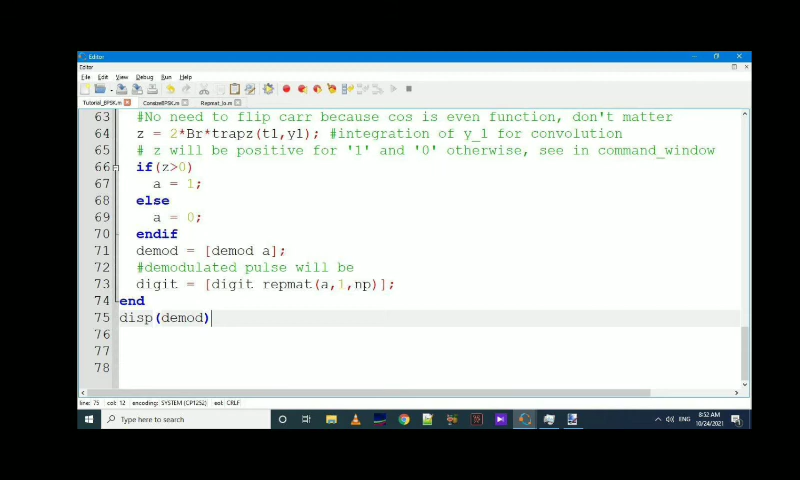 Editor
Editor
File Edit View Debug Run Help
Tutorial_BPSK.m ConsizeBPSK.m Repmat_lo.m
63 #No need to flip carr because cos is even function, don't matter
64 z = 2*Br*trapz(t1,y1); #integration of y_1 for convolution
65 # z will be positive for '1' and '0' otherwise, see in command_window
66 if(z>0)
67 a = 1;
68 else
69 a = 0;
70 endif
71 demod = [demod a];
72 #demodulated pulse will be
73 digit = [digit repmat(a,1,np)];
74 end
75 disp(demod)
76
77
78
line: 75 col: 12 encoding: SYSTEM (CP1252) eol: CRLF
Type here to search
ENG
8:52 AM
10/24/2021